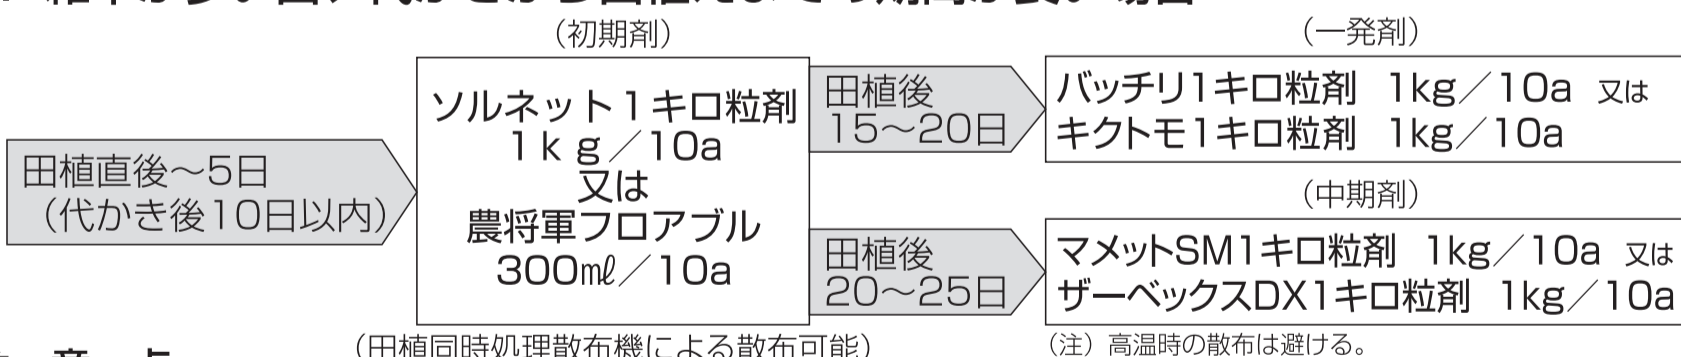 （初期剤）
（一発剤）
田植直後～5日
（代かき後10日以内）
ソルネット1キロ粒剤
1kg／10a
又は
農将軍フロアブル
300㎖／10a
田植後
15～20日
バッチリ1キロ粒剤 1kg／10a 又は
キクトモ1キロ粒剤 1kg／10a
（中期剤）
田植後
20～25日
マメットSM1キロ粒剤 1kg／10a 又は
ザーベックスDX1キロ粒剤 1kg／10a
（田植同時処理散布機による散布可能）
（注）高温時の散布は避ける。